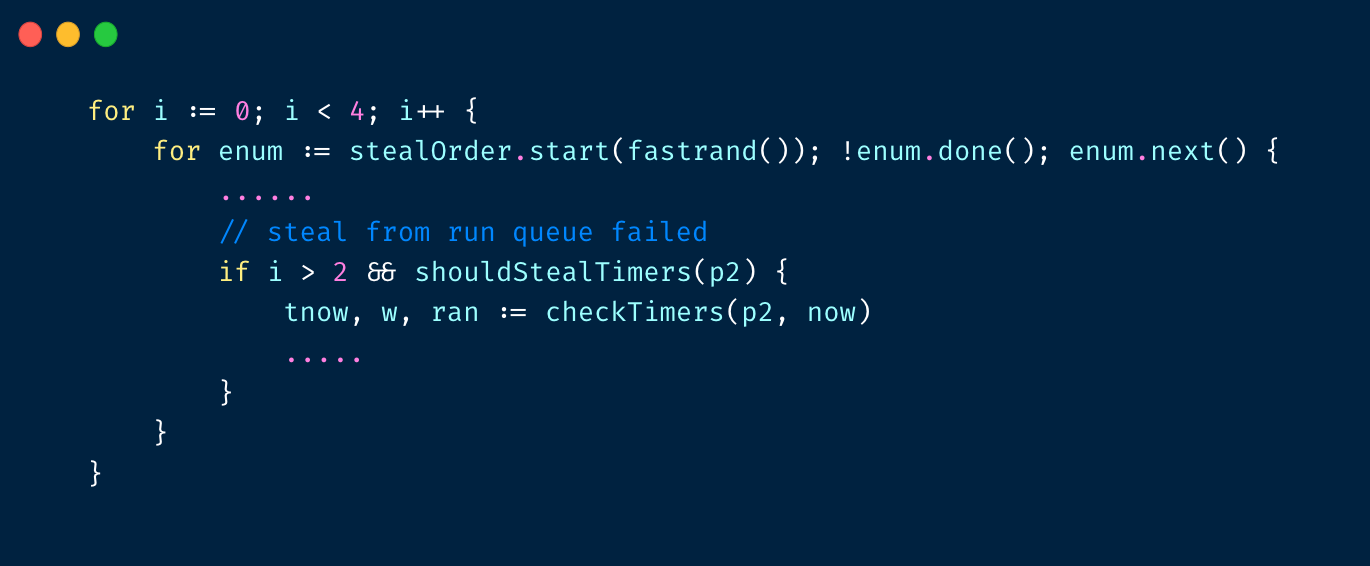 for i := 0; i < 4; i++ {
    for enum := stealOrder.start(fastrand()); !enum.done(); enum.next() {
        ......
        // steal from run queue failed
        if i > 2 && shouldStealTimers(p2) {
            tnow, w, ran := checkTimers(p2, now)
            .....
        }
    }
}